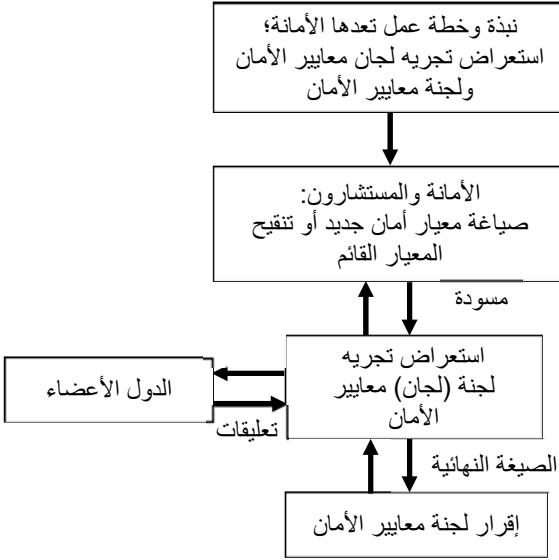 نبذة وخطة عمل تعدها الأمانة؛
استعراض تجريه لجان معايير الأمان
ولجنة معايير الأمان
الأمانة والمستشارون:
صياغة معيار أمان جديد أو تنقيح
المعيار القائم
مسودة
استعراض تجريه
لجنة (لجان) معايير
الأمان
الدول الأعضاء
تعليقات
الصيغة النهائية
إقرار لجنة معايير الأمان